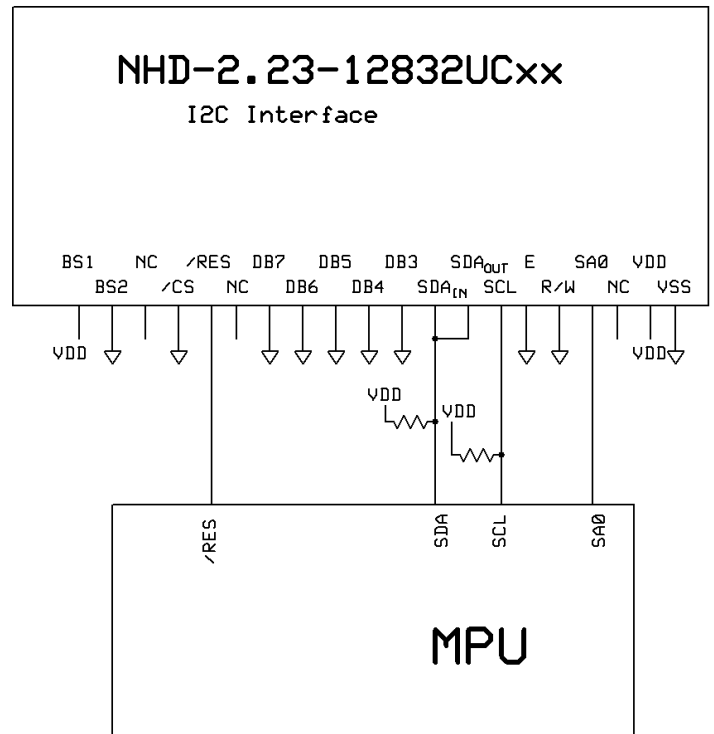 NHD-2.23-12832UCxx
I2C Interface
BS1 NC /RES DB7 DB5 DB3 SDAOUT E SA0 VDD
BS2 /CS NC DB6 DB4 SDAIN SCL R/W NC VSS
VDD VDD
VDD
VDD
/RES SDA SCL SA0
MPU